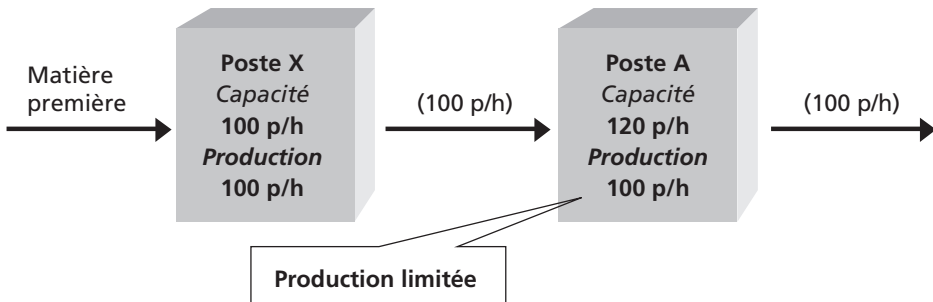 Matière
première
Poste X
Capacité
100 p/h
Production
100 p/h
(100 p/h)
Poste A
Capacité
120 p/h
Production
100 p/h
(100 p/h)
Production limitée